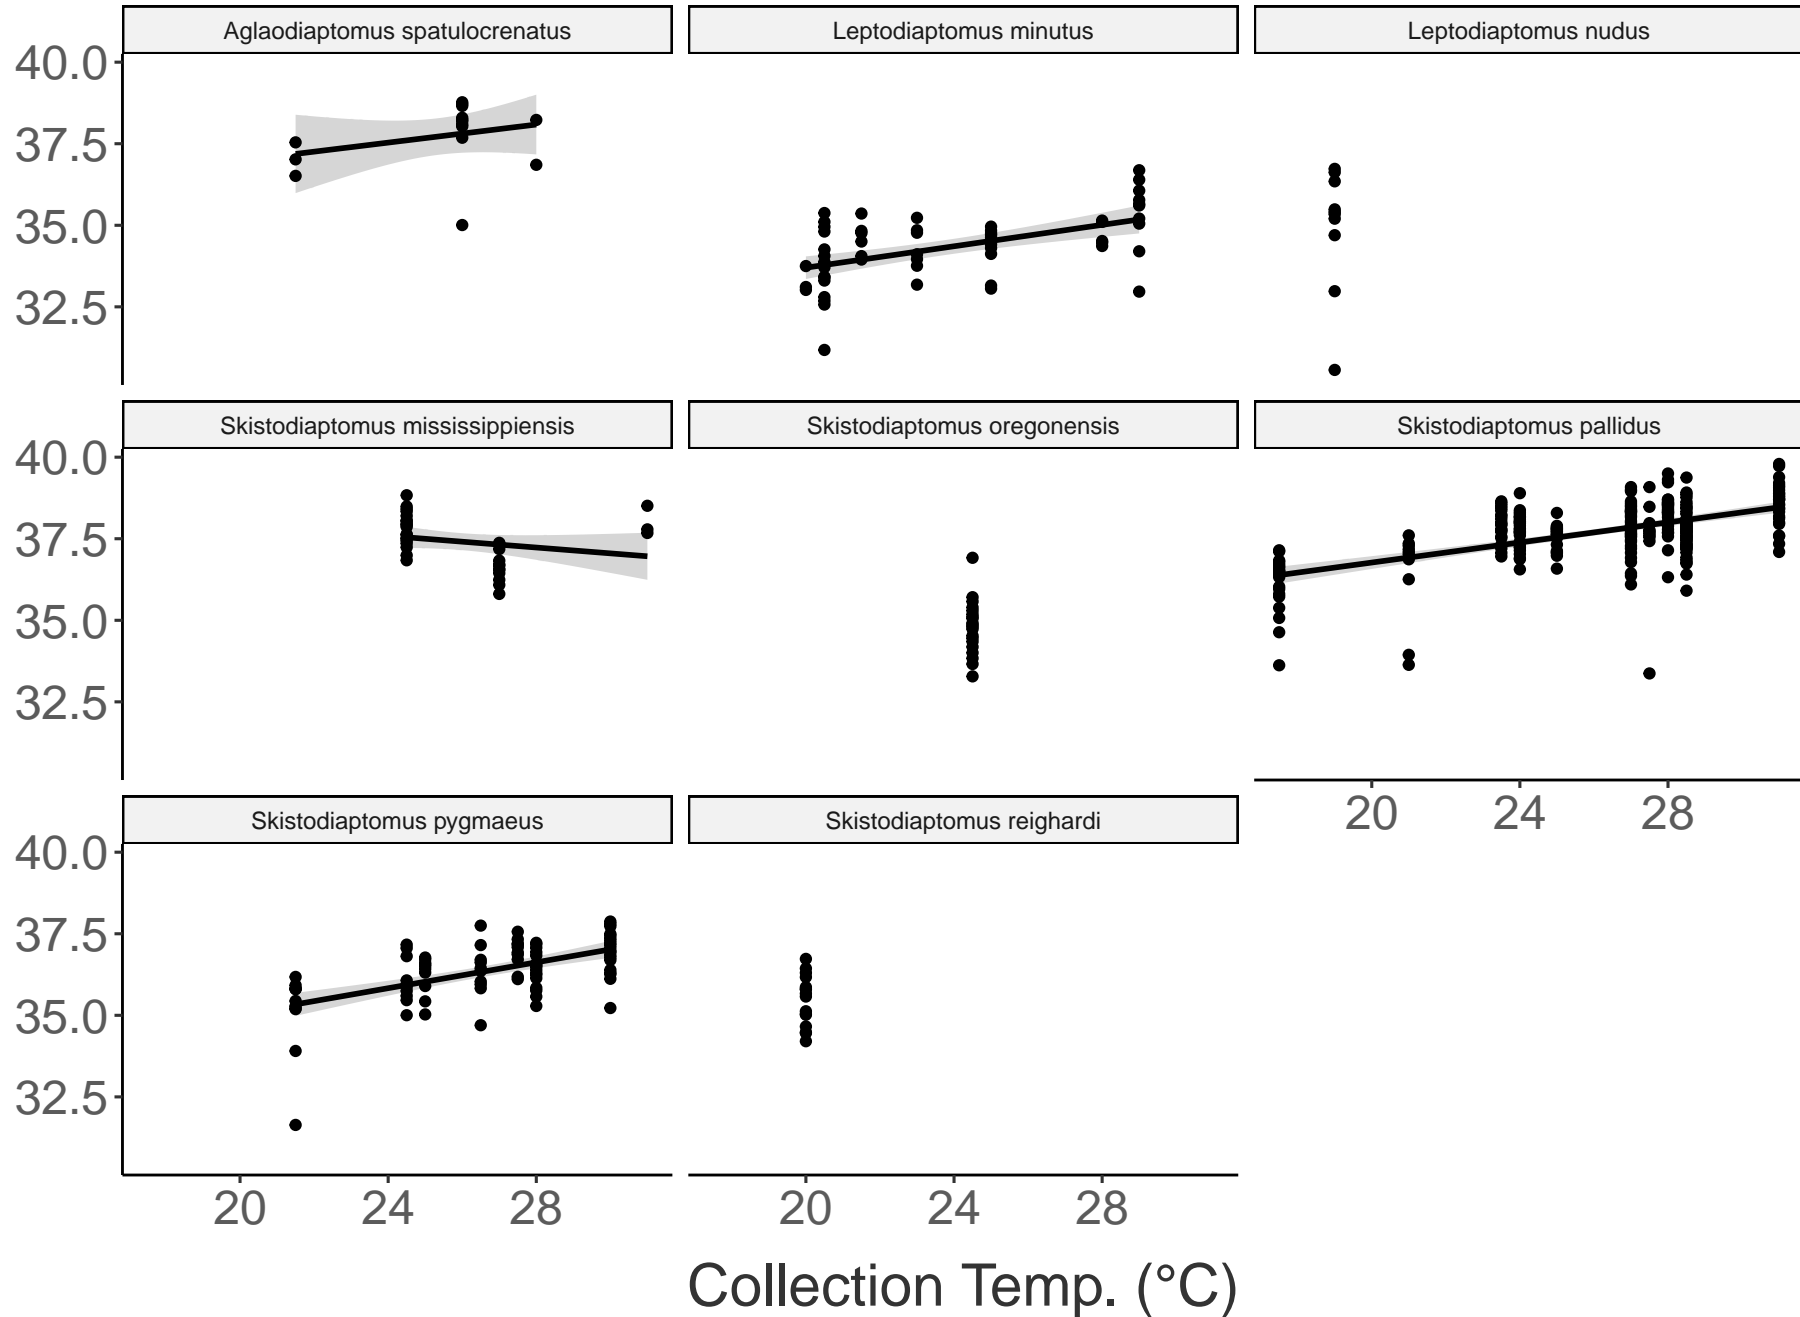 Aglaodiaptomus spatulocrenatus Leptodiaptomus minutus Leptodiaptomus nudus
40.0
37.5
35.0
32.5
Skistodiaptomus mississippiensis Skistodiaptomus oregonensis Skistodiaptomus pallidus
40.0
37.5
35.0
32.5
20 24 28
Skistodiaptomus pygmaeus Skistodiaptomus reighardi
40.0
37.5
35.0
32.5
20 24 28 20 24 28
Collection Temp. (°C)